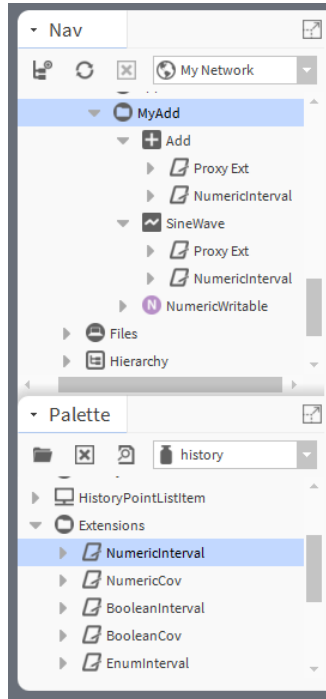 Nav
My Network
MyAdd
Add
Proxy Ext
NumericInterval
SineWave
Proxy Ext
NumericInterval
N NumericWritable
Files
Hierarchy
Palette
history
HistoryPointListItem
Extensions
NumericInterval
NumericCov
BooleanInterval
BooleanCov
EnumInterval